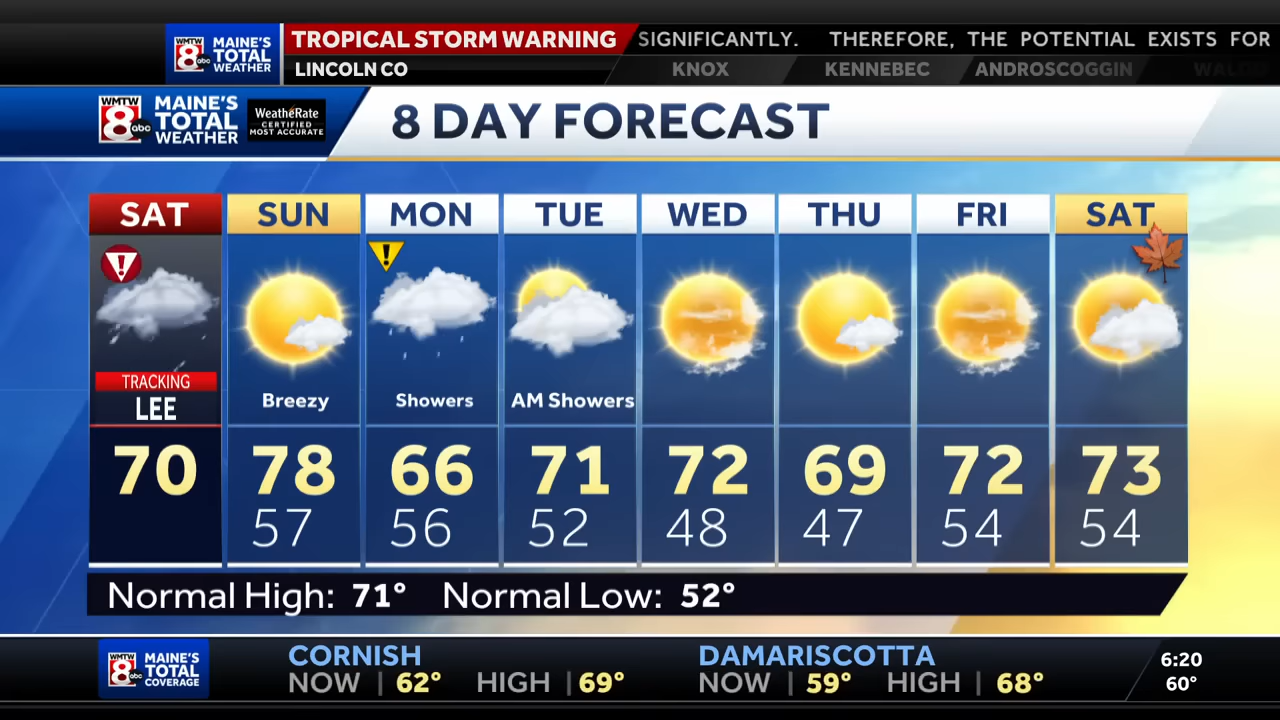 WMTW 8 abc MAINE'S TOTAL WEATHER
TROPICAL STORM WARNING
SIGNIFICANTLY. THEREFORE, THE POTENTIAL EXISTS FOR
LINCOLN CO
KNOX KENNEBEC ANDROSCOGGIN
WMTW 8 abc MAINE'S TOTAL WEATHER
WeatheRate CERTIFIED MOST ACCURATE
8 DAY FORECAST
SAT SUN MON TUE WED THU FRI SAT
! !
TRACKING
LEE Breezy Showers AM Showers
70 78 66 71 72 69 72 73
57 56 52 48 47 54 54
Normal High: 71° Normal Low: 52°
WMTW 8 abc MAINE'S TOTAL COVERAGE
CORNISH DAMARISCOTTA 6:20
NOW | 62° HIGH | 69° NOW | 59° HIGH | 68° 60°